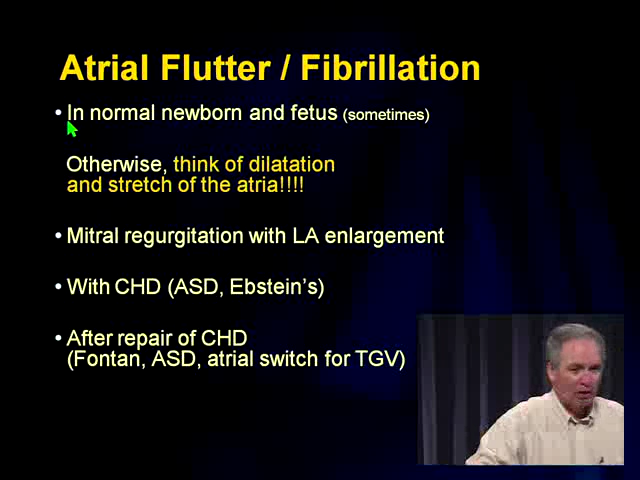 Atrial Flutter / Fibrillation
• In normal newborn and fetus (sometimes)
Otherwise, think of dilatation
and stretch of the atria!!!!
• Mitral regurgitation with LA enlargement
• With CHD (ASD, Ebstein's)
• After repair of CHD
(Fontan, ASD, atrial switch for TGV)